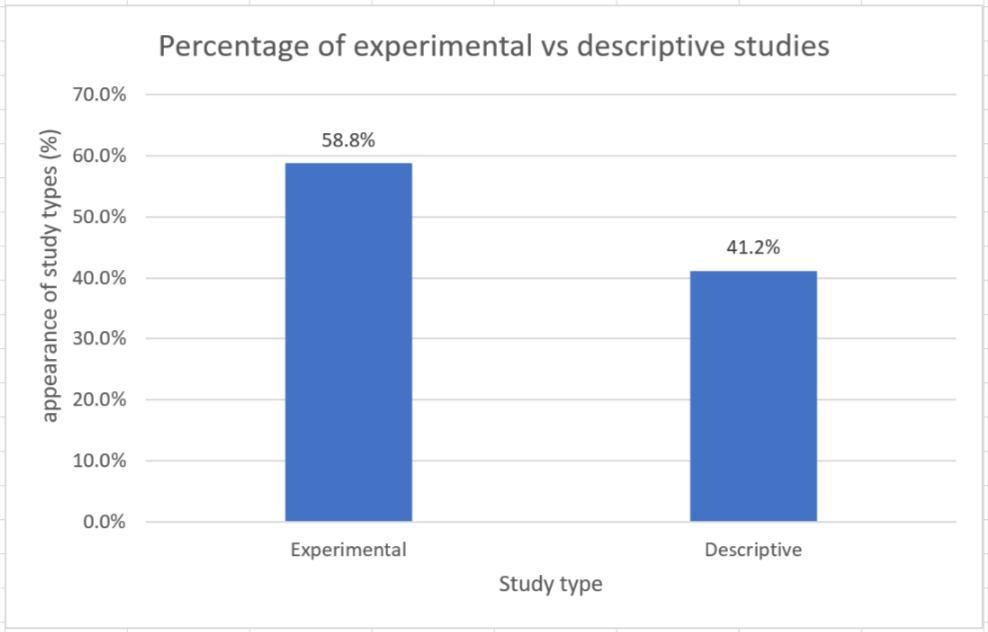 Percentage of experimental vs descriptive studies
appearance of study types (%)
70.0%
60.0%
50.0%
40.0%
30.0%
20.0%
10.0%
0.0%
58.8%
41.2%
Experimental
Descriptive
Study type